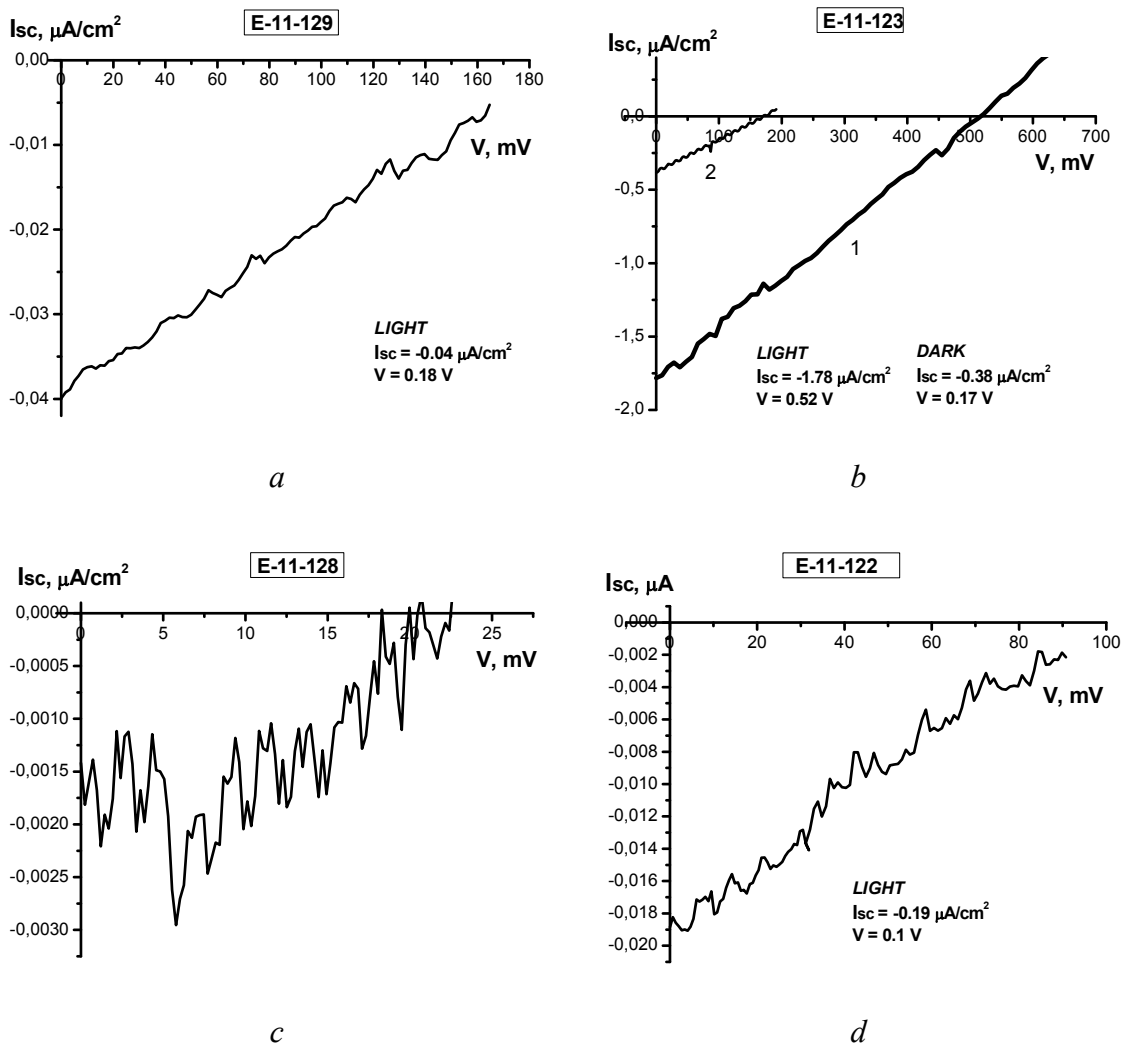 E-11-129
Isc, μA/cm²
0,00
0 20 40 60 80 100 120 140 160 180
-0,01
V, mV
-0,02
-0,03
-0,04
LIGHT
Isc = -0.04 μA/cm²
V = 0.18 V
a
E-11-123
Isc, μA/cm²
0,0
0 100 200 300 400 500 600 700
V, mV
2
-0,5
1
-1,0
-1,5
-2,0
LIGHT
Isc = -1.78 μA/cm²
V = 0.52 V
DARK
Isc = -0.38 μA/cm²
V = 0.17 V
b
E-11-128
Isc, μA/cm²
0,0000
0 5 10 15 20 25
V, mV
-0,0005
-0,0010
-0,0015
-0,0020
-0,0025
-0,0030
c
E-11-122
Isc, μA
0,000
0 20 40 60 80 100
-0,002
V, mV
-0,004
-0,006
-0,008
-0,010
-0,012
-0,014
-0,016
-0,018
-0,020
LIGHT
Isc = -0.19 μA/cm²
V = 0.1 V
d